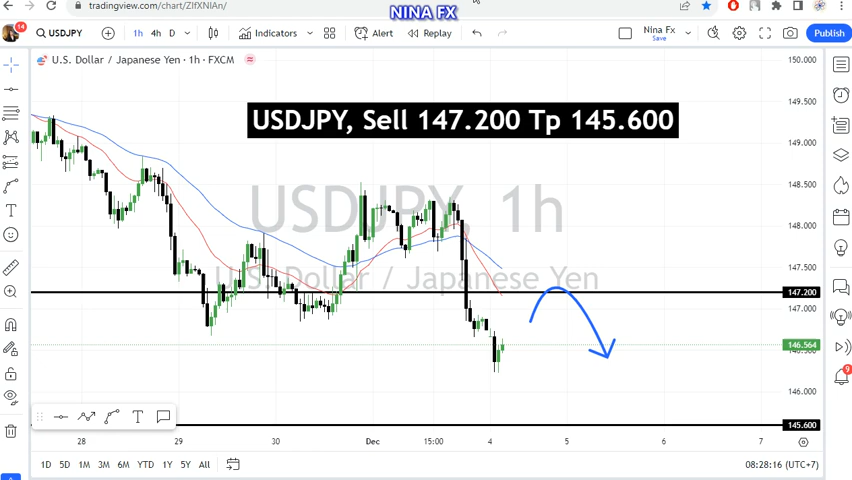 tradingview.com/chart/ZIfXNIAn/
NINA FX
14
USDJPY
1h 4h D
Indicators
Alert
Replay
Nina Fx
Save
Publish
U.S. Dollar / Japanese Yen · 1h · FXCM
USDJPY, Sell 147.200 Tp 145.600
USDJPY, 1h
U.S. Dollar / Japanese Yen
150.000
149.500
149.000
148.500
148.000
147.500
147.200
147.000
146.564
146.500
146.000
145.600
28 29 30 Dec 15:00 4 5 6 7
1D 5D 1M 3M 6M YTD 1Y 5Y All
08:28:16 (UTC+7)
9